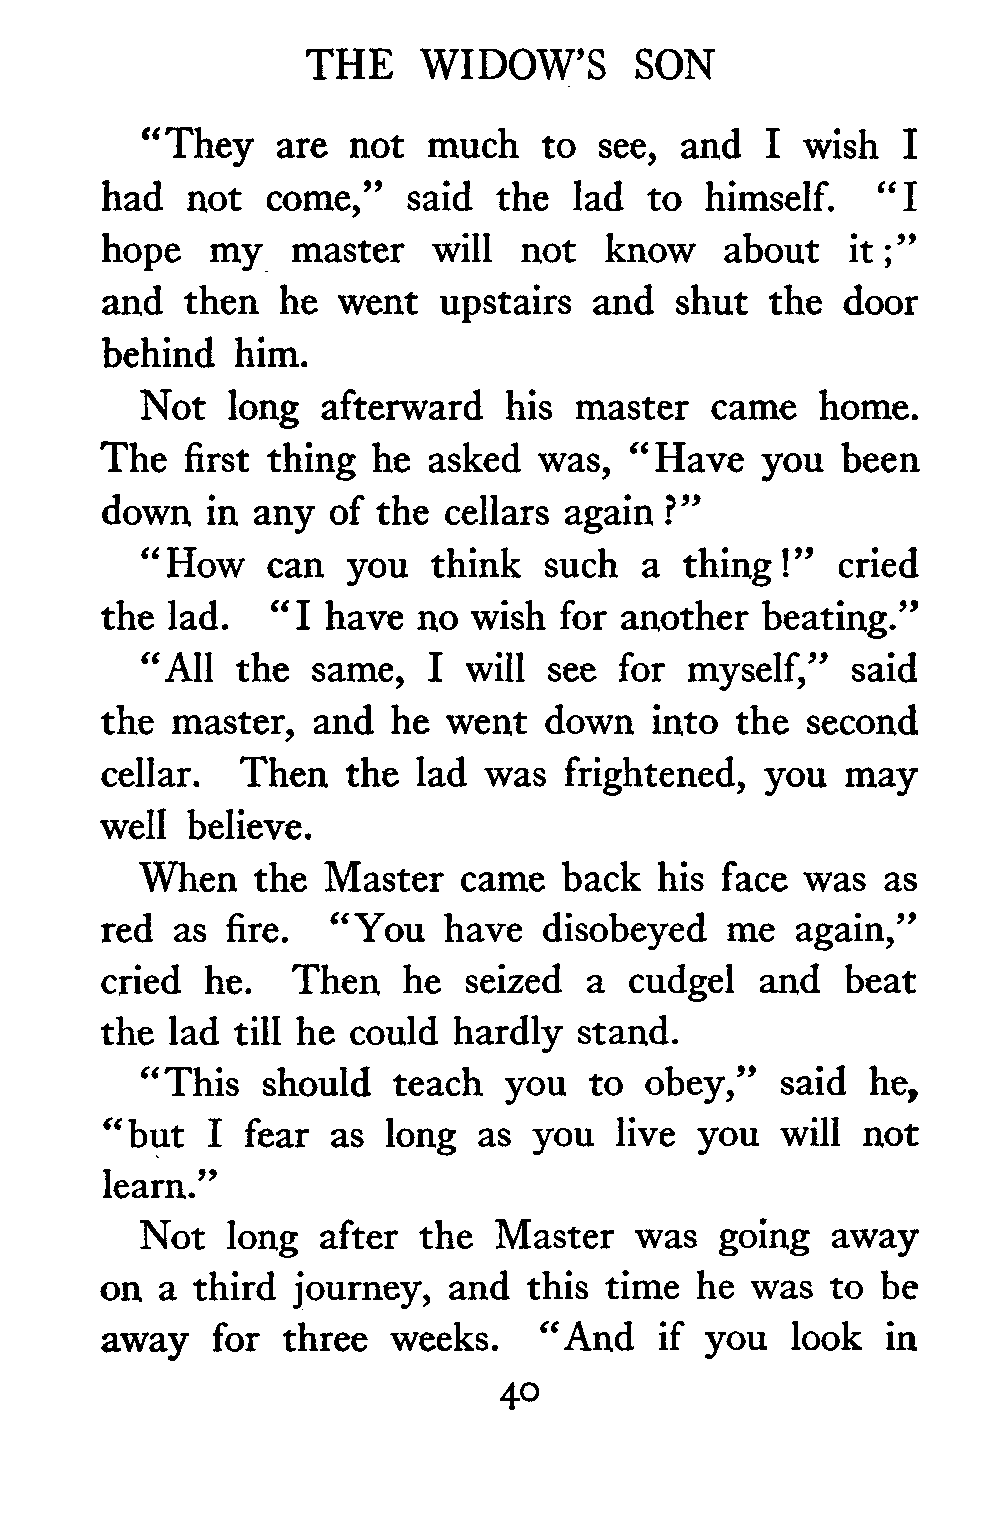 THE WIDOW'S SON
“They are not much to see, and I wish I
had not come,” said the lad to himself. “I
hope my master will not know about it;”
and then he went upstairs and shut the door
behind him.
Not long afterward his master came home.
The first thing he asked was, “Have you been
down in any of the cellars again?”
“How can you think such a thing!” cried
the lad. “I have no wish for another beating.”
“All the same, I will see for myself,” said
the master, and he went down into the second
cellar. Then the lad was frightened, you may
well believe.
When the Master came back his face was as
red as fire. “You have disobeyed me again,”
cried he. Then he seized a cudgel and beat
the lad till he could hardly stand.
“This should teach you to obey,” said he,
“but I fear as long as you live you will not
learn.”
Not long after the Master was going away
on a third journey, and this time he was to be
away for three weeks. “And if you look in
40